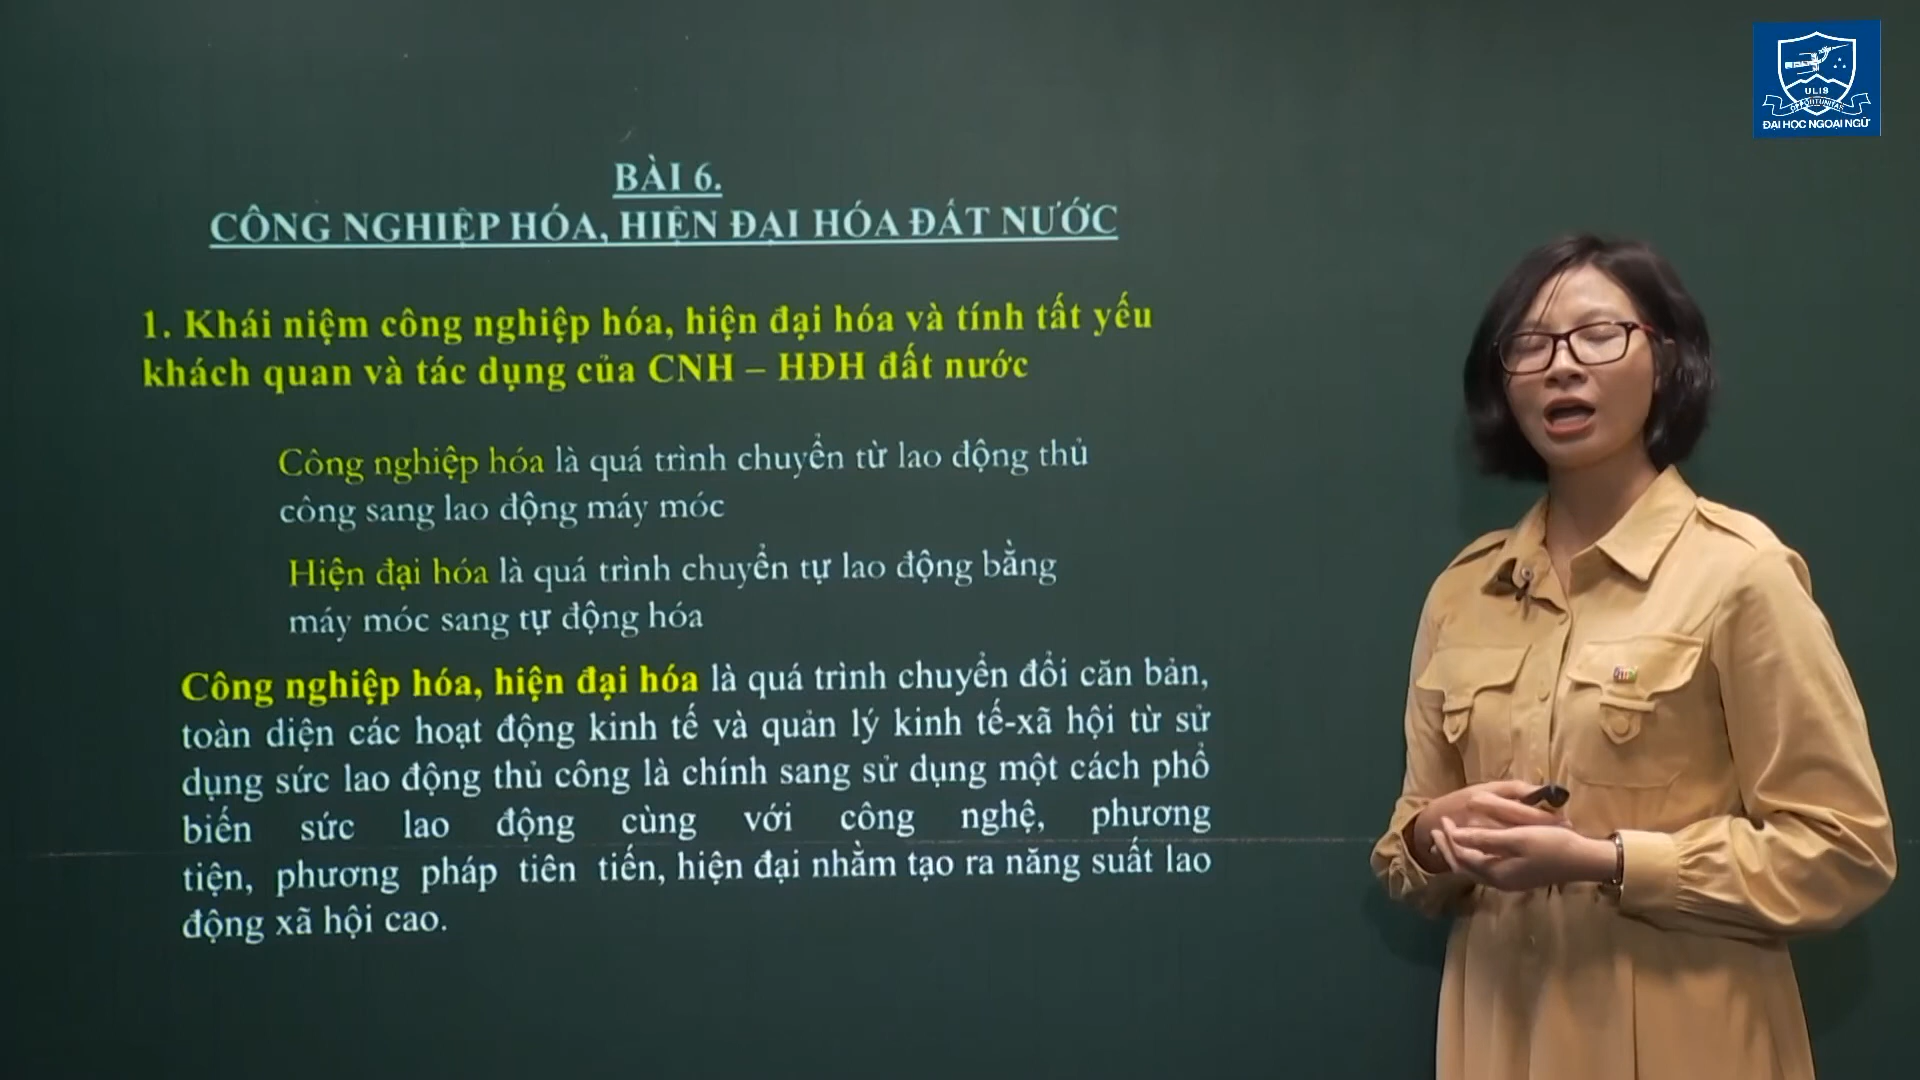 BÀI 6.
CÔNG NGHIỆP HÓA, HIỆN ĐẠI HÓA ĐẤT NƯỚC
1. Khái niệm công nghiệp hóa, hiện đại hóa và tính tất yếu
khách quan và tác dụng của CNH – HĐH đất nước
Công nghiệp hóa là quá trình chuyển từ lao động thủ
công sang lao động máy móc
Hiện đại hóa là quá trình chuyển tự lao động bằng
máy móc sang tự động hóa
Công nghiệp hóa, hiện đại hóa là quá trình chuyển đổi căn bản,
toàn diện các hoạt động kinh tế và quản lý kinh tế-xã hội từ sử
dụng sức lao động thủ công là chính sang sử dụng một cách phổ
biến sức lao động cùng với công nghệ, phương
tiện, phương pháp tiên tiến, hiện đại nhằm tạo ra năng suất lao
động xã hội cao.
ULIS
OPPORTUNITAS
ĐẠI HỌC NGOẠI NGỮ